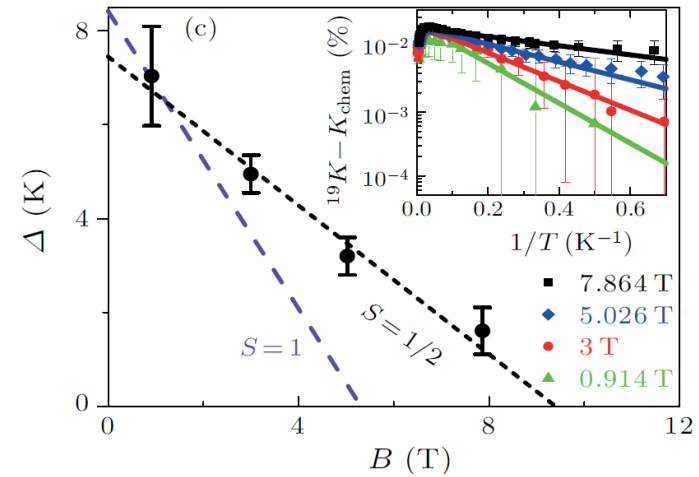 (c)
8
4
0
Δ (K)
0 4 8 12
B (T)
S = 1
S = 1/2
10⁻²
10⁻³
10⁻⁴
¹⁹K − K_chem (%)
0.0 0.2 0.4 0.6
1/T (K⁻¹)
7.864 T
5.026 T
3 T
0.914 T